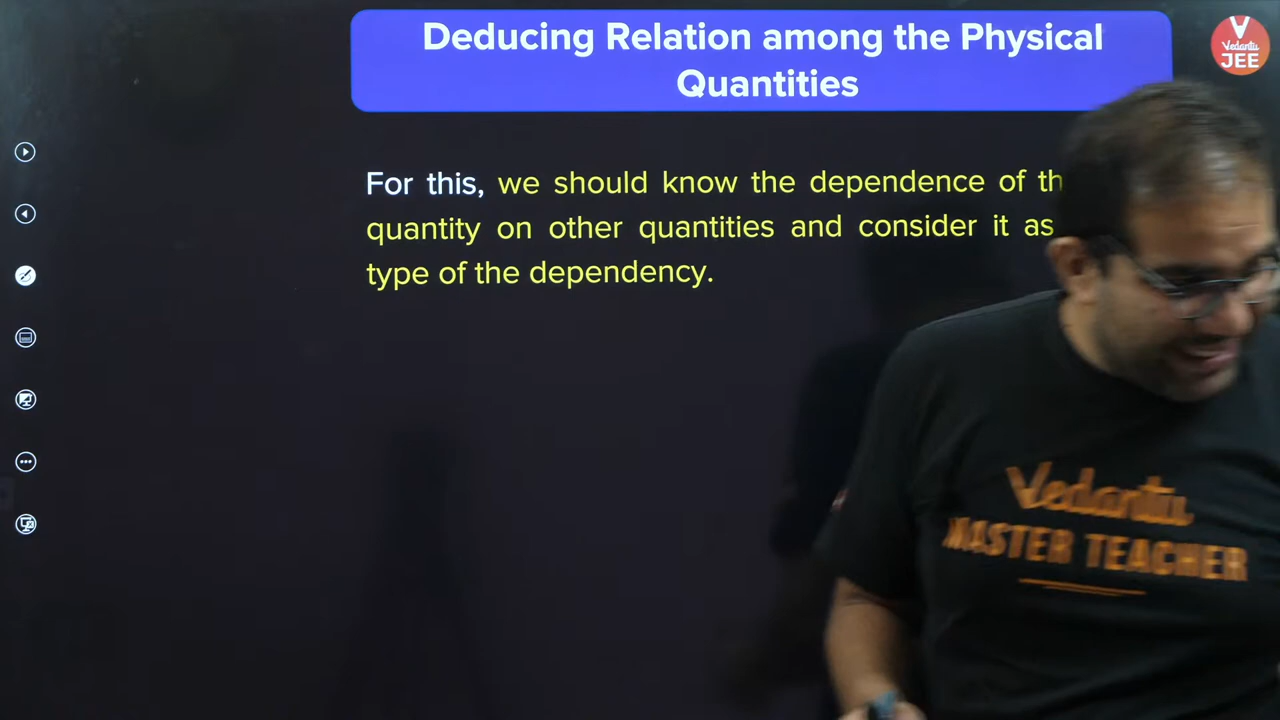 Deducing Relation among the Physical
Quantities
V
Vedantu
JEE
For this, we should know the dependence of
quantity on other quantities and consider it as
type of the dependency.
Vedantu
MASTER TEACHER